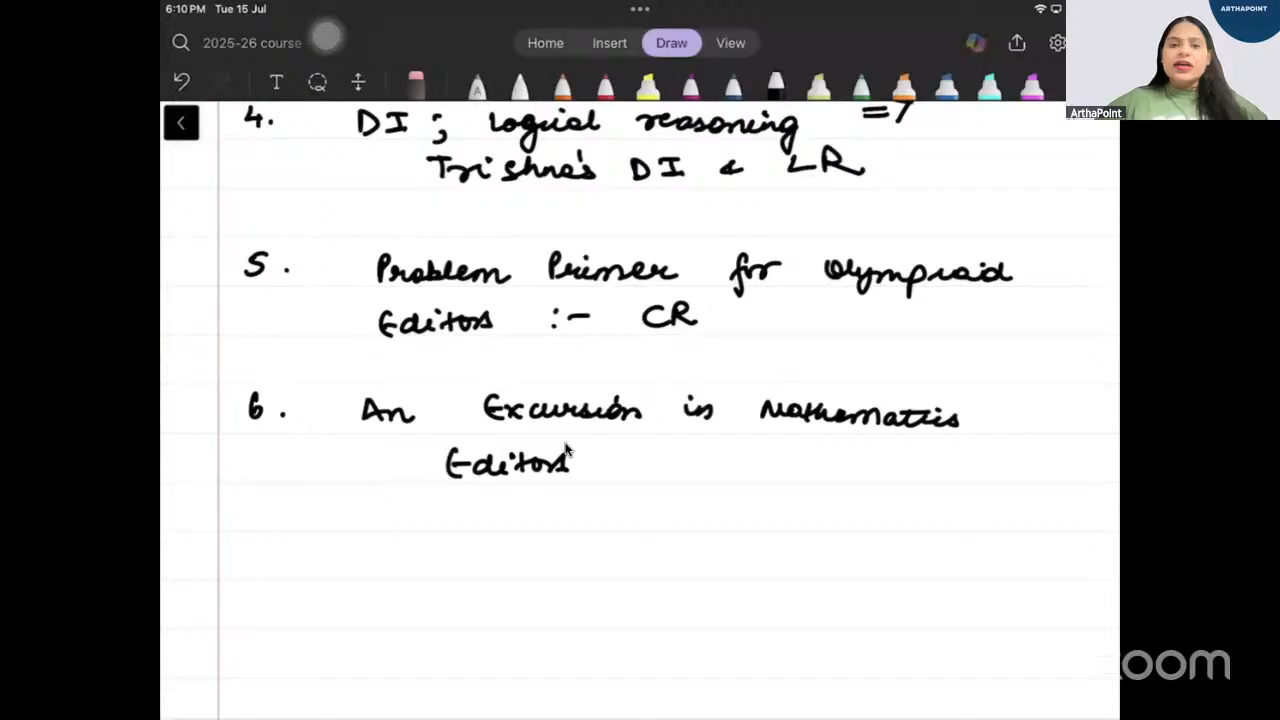 6:10 PM Tue 15 Jul
ARTHAPOINT
2025-26 course
Home Insert Draw View
T
A
ArthaPoint
4. DI ; Logical reasoning =7
Trishna's DI & LR
5. Problem Primer for Olympiad
Editors :- CR
6. An Excursion in Mathematics
Editors
zoom